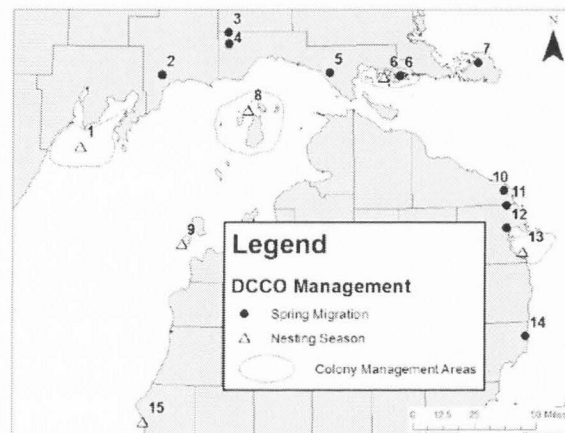 3
4
N
2
5
6
6
7
8
1
10
11
12
13
9
Legend
DCCO Management
Spring Migration
Nesting Season
Colony Management Areas
14
15
0 12.5 25 50 Miles